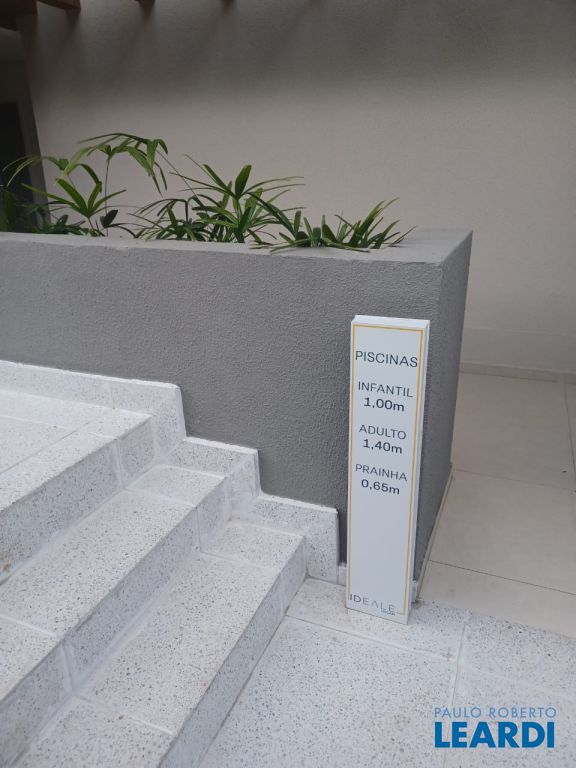 PISCINAS
INFANTIL
1,00m
ADULTO
1,40m
PRAINHA
0,65m
IDEALE
PAULO ROBERTO
LEARDI